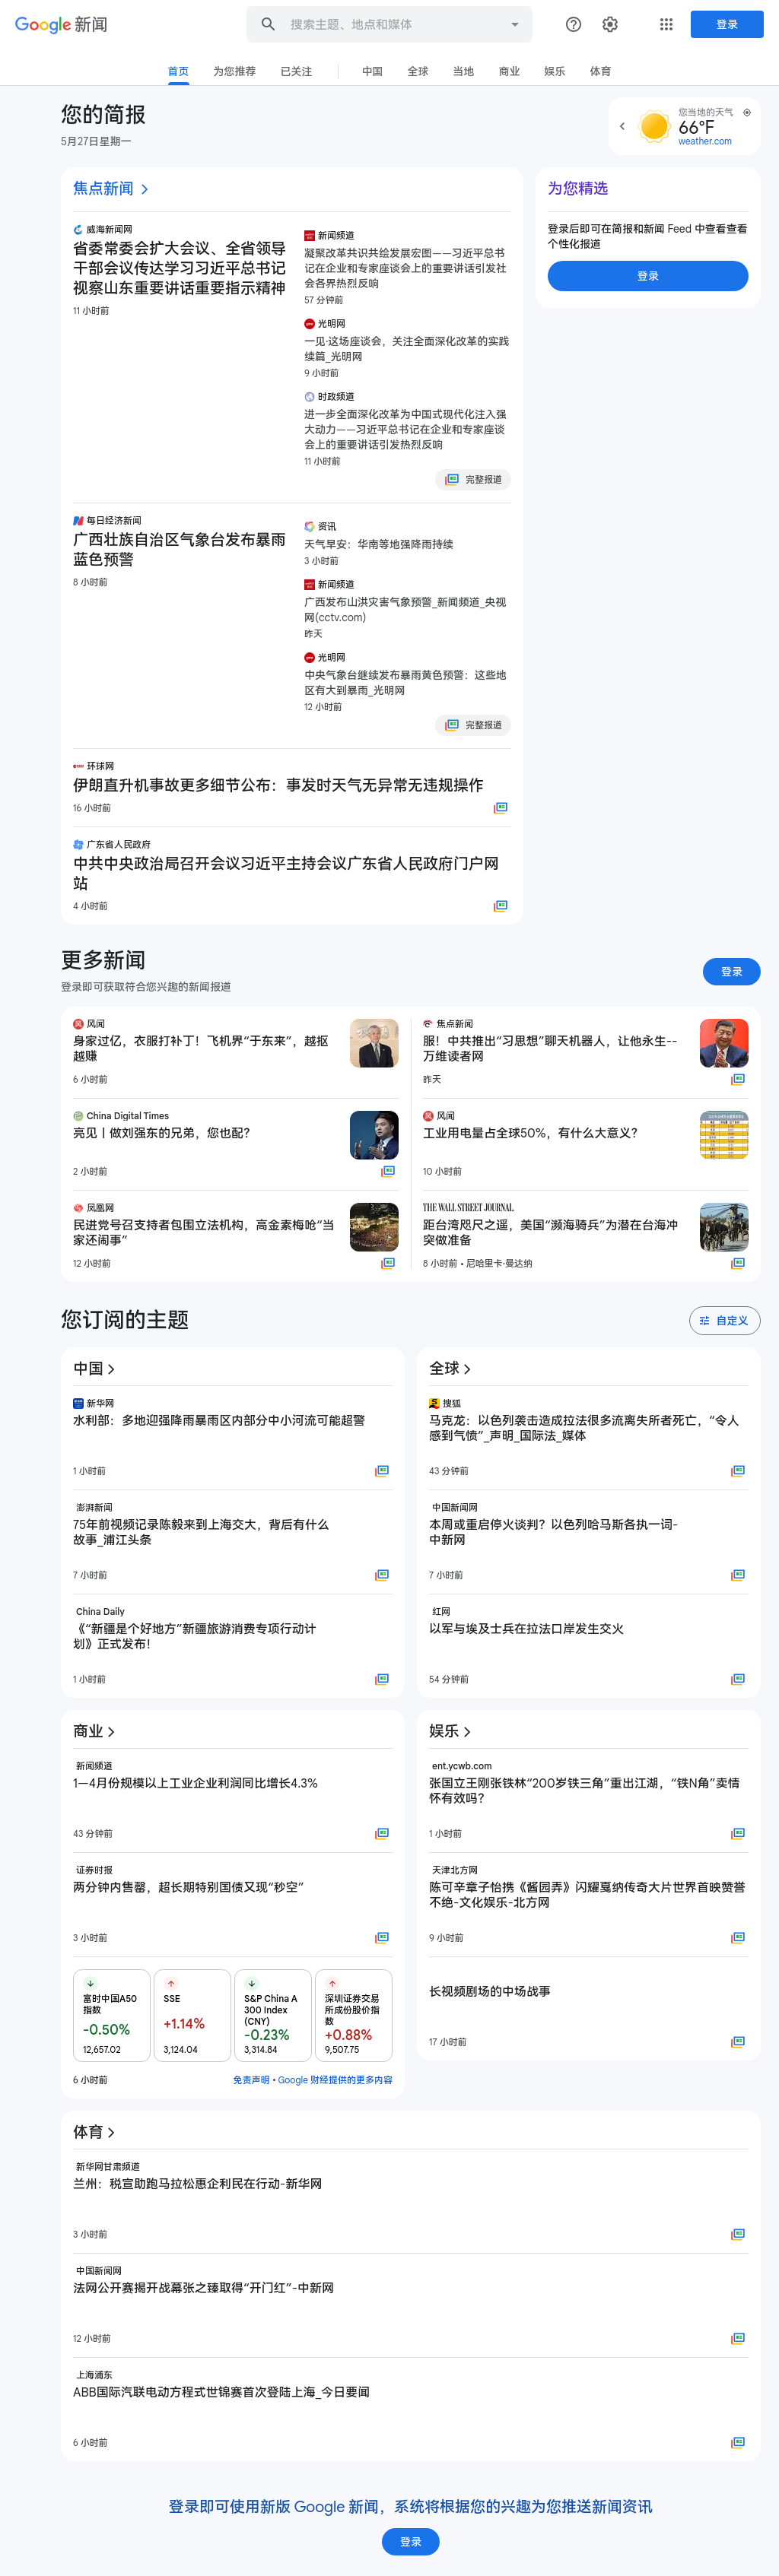 Google 新闻
搜索主题、地点和媒体
登录
首页
为您推荐
已关注
中国
全球
当地
商业
娱乐
体育
您的简报
5月27日星期一
您当地的天气
66°F
weather.com
焦点新闻
威海新闻网
省委常委会扩大会议、全省领导
干部会议传达学习习近平总书记
视察山东重要讲话重要指示精神
11 小时前
新闻频道
凝聚改革共识共绘发展宏图——习近平总书
记在企业和专家座谈会上的重要讲话引发社
会各界热烈反响
57 分钟前
光明网
一见·这场座谈会，关注全面深化改革的实践
续篇_光明网
9 小时前
时政频道
进一步全面深化改革为中国式现代化注入强
大动力——习近平总书记在企业和专家座谈
会上的重要讲话引发热烈反响
11 小时前
完整报道
为您精选
登录后即可在简报和新闻 Feed 中查看查看
个性化报道
登录
每日经济新闻
广西壮族自治区气象台发布暴雨
蓝色预警
8 小时前
资讯
天气早安：华南等地强降雨持续
3 小时前
新闻频道
广西发布山洪灾害气象预警_新闻频道_央视
网(cctv.com)
昨天
光明网
中央气象台继续发布暴雨黄色预警：这些地
区有大到暴雨_光明网
12 小时前
完整报道
环球网
伊朗直升机事故更多细节公布：事发时天气无异常无违规操作
16 小时前
广东省人民政府
中共中央政治局召开会议习近平主持会议广东省人民政府门户网
站
4 小时前
更多新闻
登录即可获取符合您兴趣的新闻报道
登录
风闻
身家过亿，衣服打补丁！飞机界“于东来”，越抠
越赚
6 小时前
焦点新闻
服！中共推出“习思想”聊天机器人，让他永生--
万维读者网
昨天
China Digital Times
亮见丨做刘强东的兄弟，您也配？
2 小时前
风闻
工业用电量占全球50%，有什么大意义？
10 小时前
凤凰网
民进党号召支持者包围立法机构，高金素梅呛“当
家还闹事”
12 小时前
THE WALL STREET JOURNAL.
距台湾咫尺之遥，美国“濒海骑兵”为潜在台海冲
突做准备
8 小时前 • 尼哈里卡·曼达纳
您订阅的主题
自定义
中国
新华网
水利部：多地迎强降雨暴雨区内部分中小河流可能超警
1 小时前
澎湃新闻
75年前视频记录陈毅来到上海交大，背后有什么
故事_浦江头条
7 小时前
China Daily
《“新疆是个好地方”新疆旅游消费专项行动计
划》正式发布！
1 小时前
全球
搜狐
马克龙：以色列袭击造成拉法很多流离失所者死亡，“令人
感到气愤”_声明_国际法_媒体
43 分钟前
中国新闻网
本周或重启停火谈判？以色列哈马斯各执一词-
中新网
7 小时前
红网
以军与埃及士兵在拉法口岸发生交火
54 分钟前
商业
新闻频道
1—4月份规模以上工业企业利润同比增长4.3%
43 分钟前
证券时报
两分钟内售罄，超长期特别国债又现“秒空”
3 小时前
富时中国A50
指数
-0.50%
12,657.02
SSE
+1.14%
3,124.04
S&P China A
300 Index
(CNY)
-0.23%
3,314.84
深圳证券交易
所成份股价指
数
+0.88%
9,507.75
6 小时前
免责声明 • Google 财经提供的更多内容
娱乐
ent.ycwb.com
张国立王刚张铁林“200岁铁三角”重出江湖，“铁N角”卖情
怀有效吗？
1 小时前
天津北方网
陈可辛章子怡携《酱园弄》闪耀戛纳传奇大片世界首映赞誉
不绝-文化娱乐-北方网
9 小时前
长视频剧场的中场战事
17 小时前
体育
新华网甘肃频道
兰州：税宣助跑马拉松惠企利民在行动-新华网
3 小时前
中国新闻网
法网公开赛揭开战幕张之臻取得“开门红”-中新网
12 小时前
上海浦东
ABB国际汽联电动方程式世锦赛首次登陆上海_今日要闻
6 小时前
登录即可使用新版 Google 新闻，系统将根据您的兴趣为您推送新闻资讯
登录